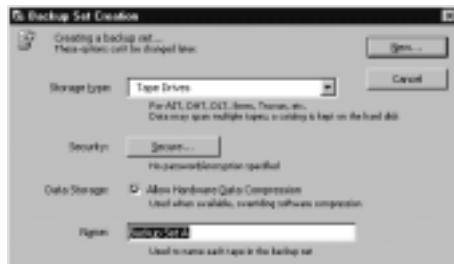 Backup Set Creation
Creating a backup set...
These options can't be changed later.
New...
Cancel
Storage type:
Tape Drives
For AIT, DAT, DLT, 8mm, Travan, etc.
Data may span multiple tapes; a catalog is kept on the hard disk
Security:
Secure...
No password/encryption specified
Data Storage:
Allow Hardware Data Compression
Used when available, overriding software compression
Name:
Backup Set A
Used to name each tape in the backup set